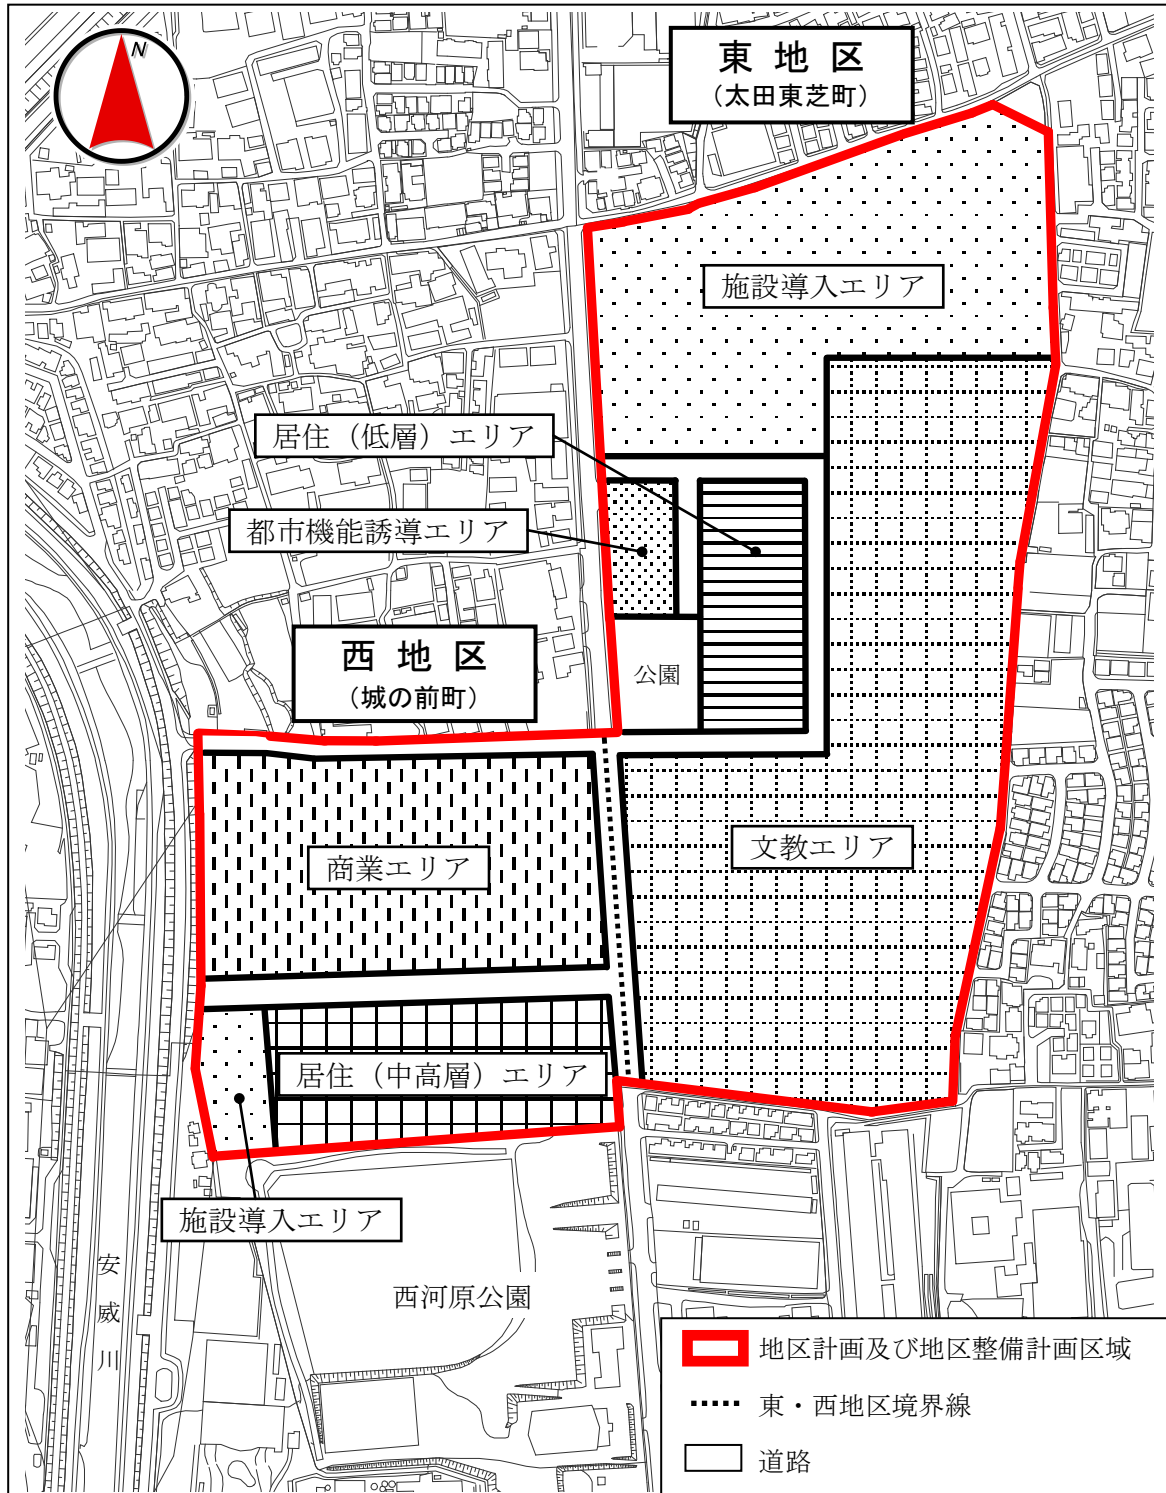 N
東地区
(太田東芝町)
施設導入エリア
居住（低層）エリア
都市機能誘導エリア
西地区
(城の前町)
公園
商業エリア
文教エリア
居住（中高層）エリア
施設導入エリア
安威川
西河原公園
地区計画及び地区整備計画区域
東・西地区境界線
道路